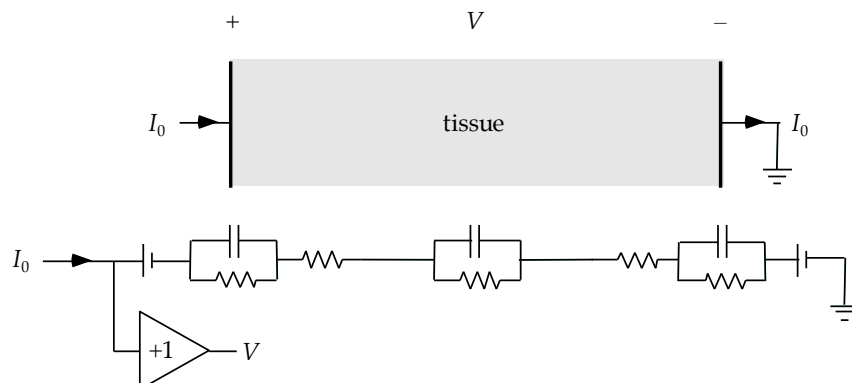 + V –
I₀ tissue I₀
I₀
+1 V